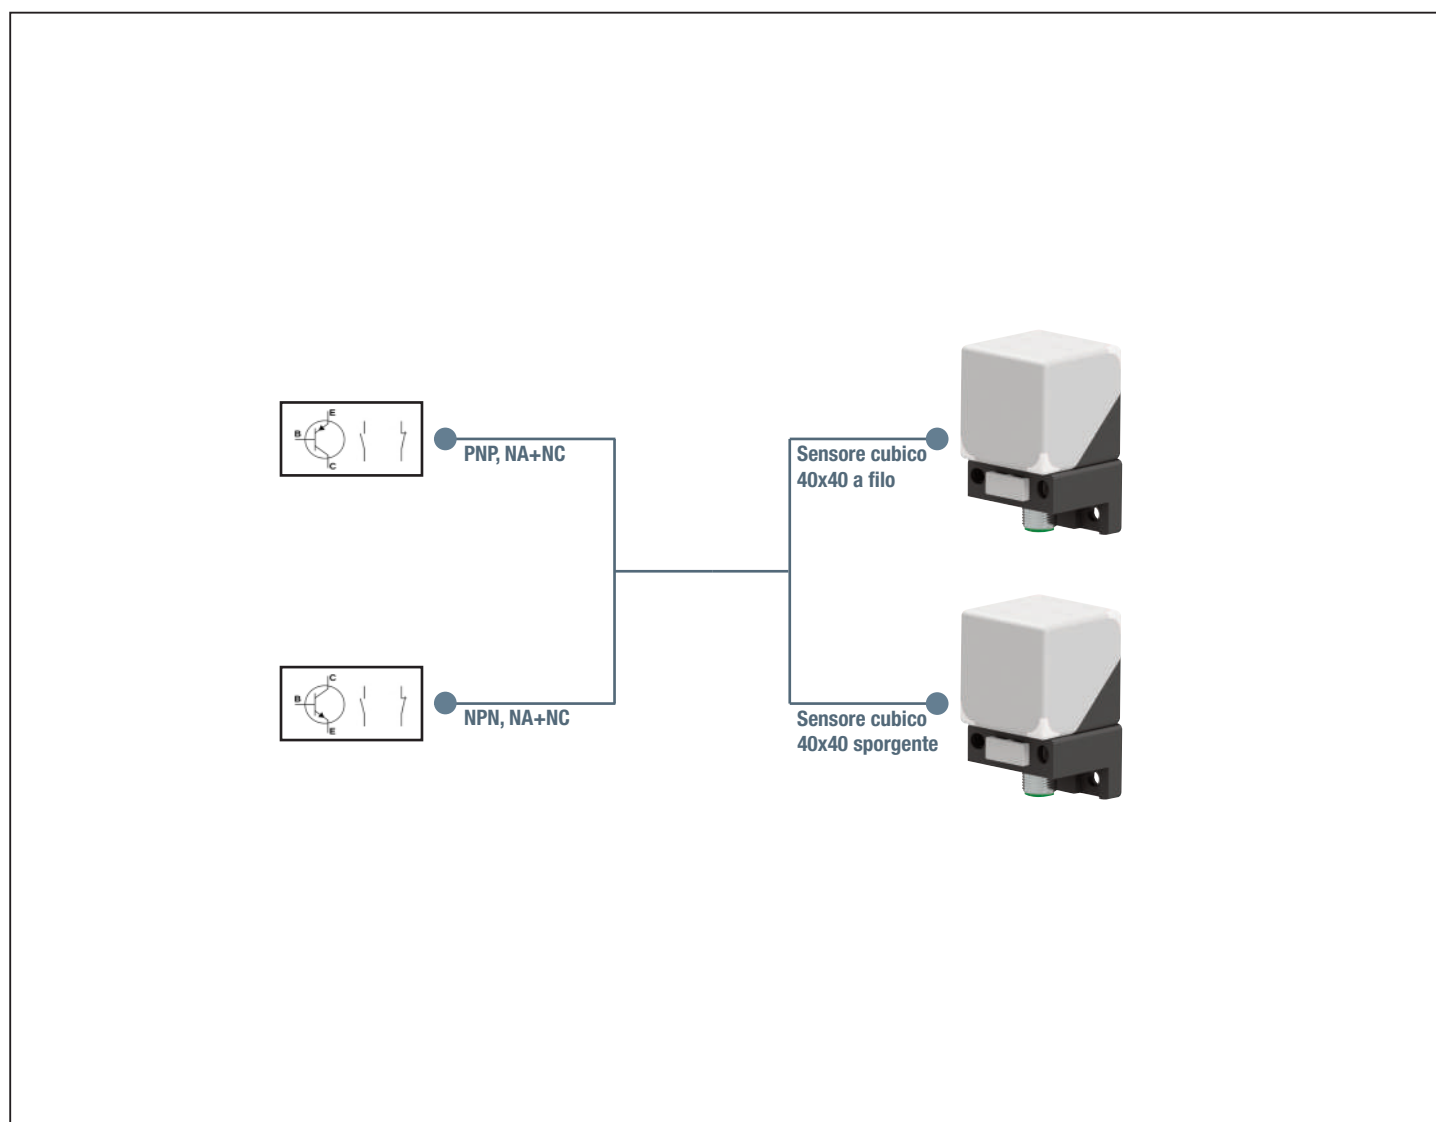 E
B
C
PNP, NA+NC
Sensore cubico
40x40 a filo
C
B
E
NPN, NA+NC
Sensore cubico
40x40 sporgente